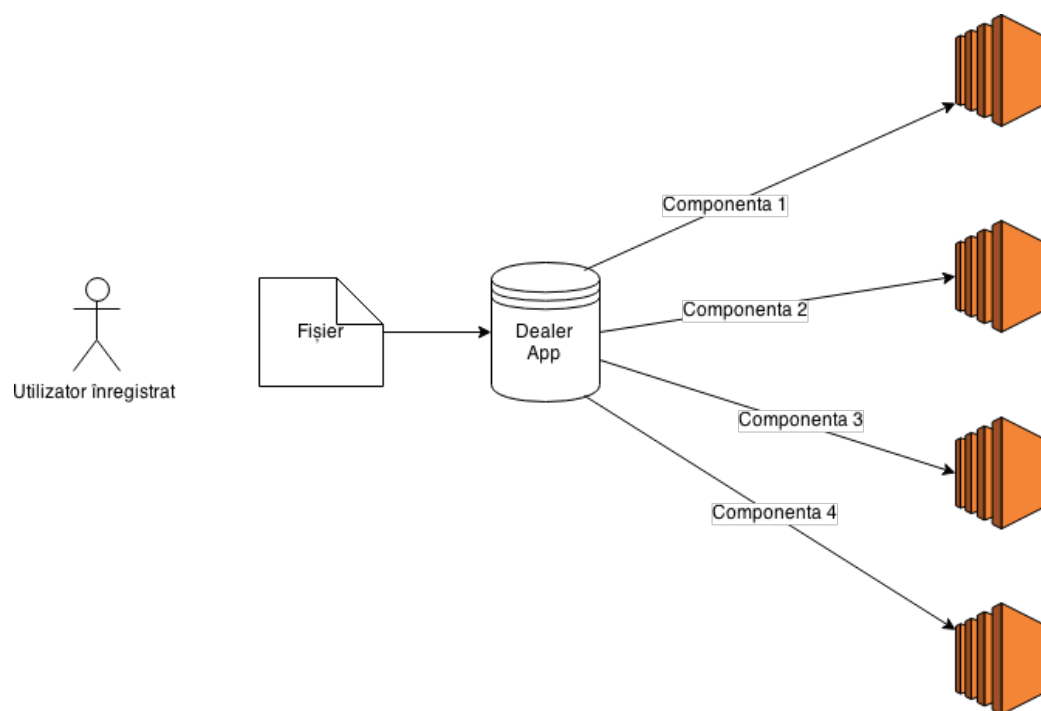 Componenta 1
Componenta 2
Fișier
Dealer
App
Utilizator înregistrat
Componenta 3
Componenta 4